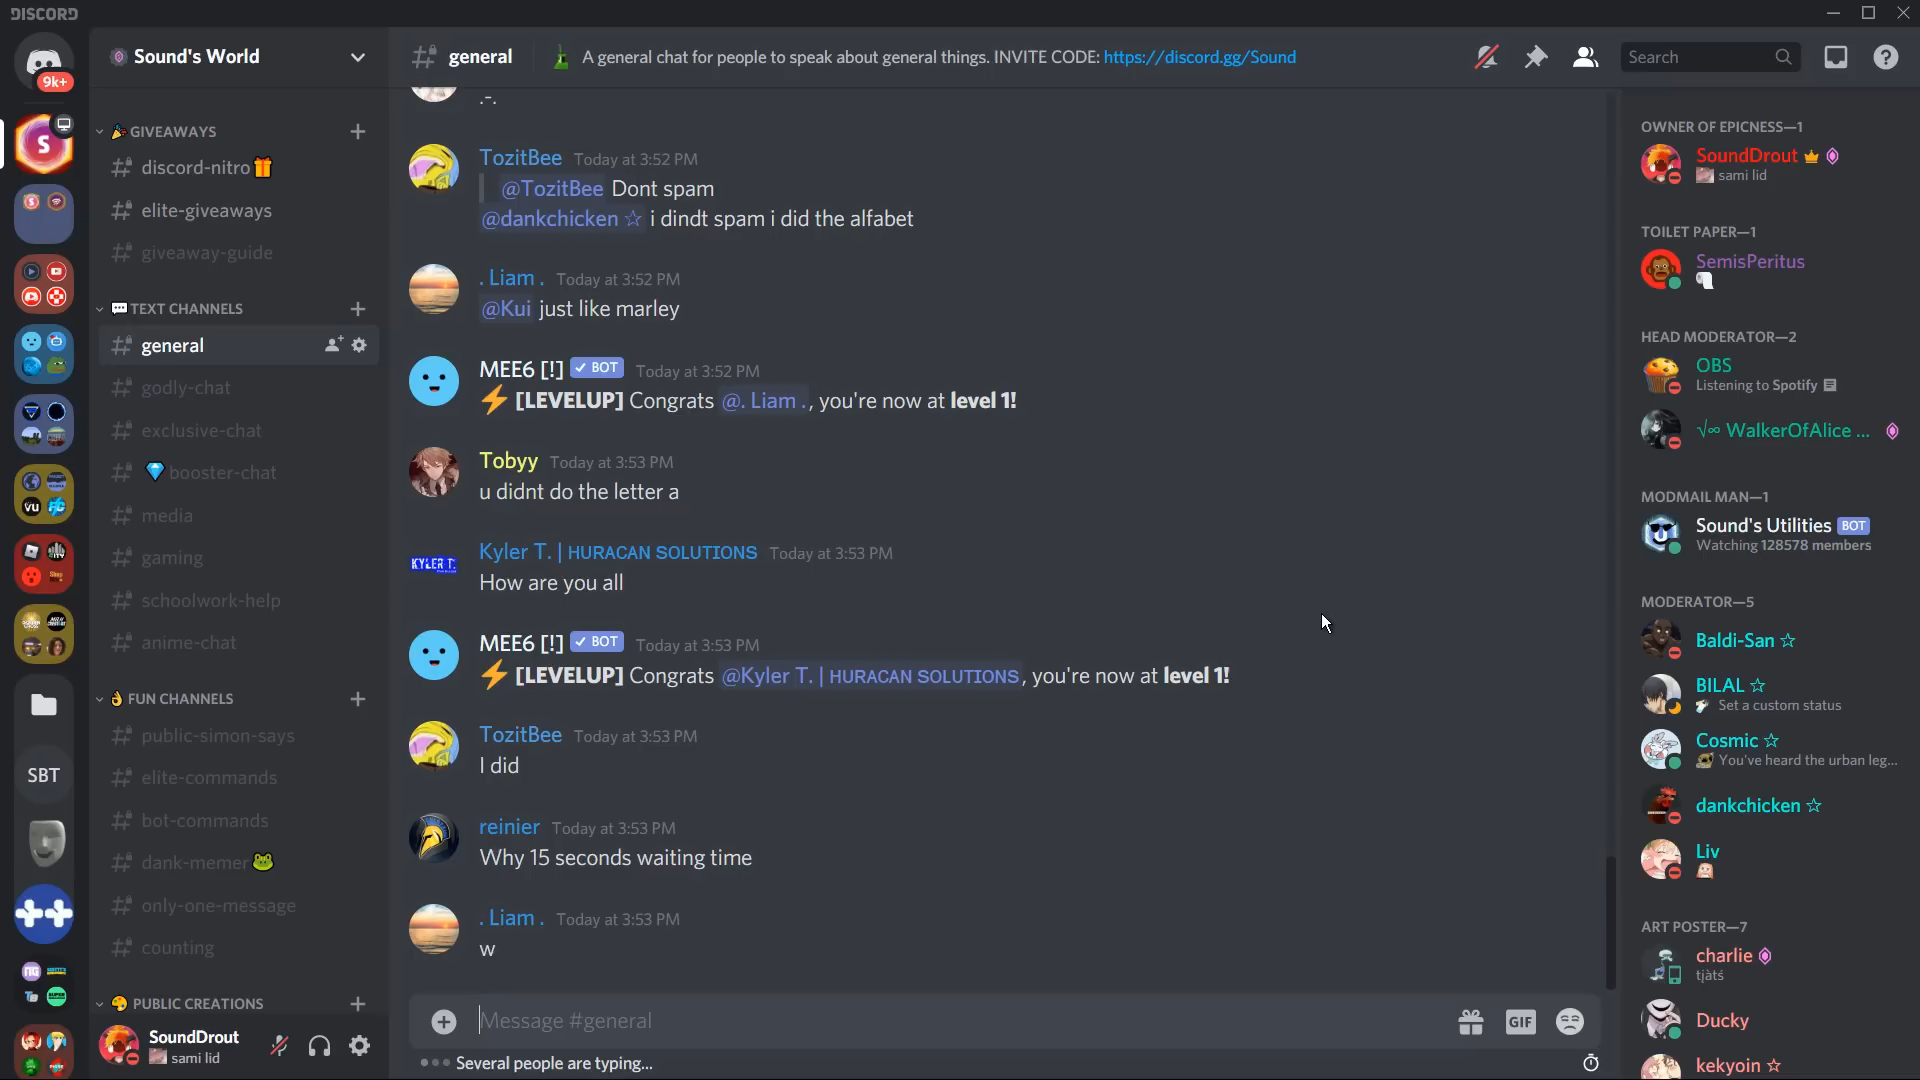 DISCORD
9k+
SBT
Sound's World
GIVEAWAYS
discord-nitro
elite-giveaways
giveaway-guide
TEXT CHANNELS
general
godly-chat
exclusive-chat
booster-chat
media
gaming
schoolwork-help
anime-chat
FUN CHANNELS
public-simon-says
elite-commands
bot-commands
dank-memer
only-one-message
counting
PUBLIC CREATIONS
SoundDrout
sami lid
general
A general chat for people to speak about general things. INVITE CODE: https://discord.gg/Sound
Search
.-.
TozitBee Today at 3:52 PM
@TozitBee Dont spam
@dankchicken ☆ i dindt spam i did the alfabet
. Liam . Today at 3:52 PM
@Kui just like marley
MEE6 [!] ✓ BOT Today at 3:52 PM
⚡ [LEVELUP] Congrats @. Liam ., you're now at level 1!
Tobyy Today at 3:53 PM
u didnt do the letter a
KYLER T.
Kyler T. | HURACAN SOLUTIONS Today at 3:53 PM
How are you all
MEE6 [!] ✓ BOT Today at 3:53 PM
⚡ [LEVELUP] Congrats @Kyler T. | HURACAN SOLUTIONS, you're now at level 1!
TozitBee Today at 3:53 PM
I did
reinier Today at 3:53 PM
Why 15 seconds waiting time
. Liam . Today at 3:53 PM
w
Message #general
GIF
Several people are typing...
OWNER OF EPICNESS—1
SoundDrout
sami lid
TOILET PAPER—1
SemisPeritus
HEAD MODERATOR—2
OBS
Listening to Spotify
√∞ WalkerOfAlice ...
MODMAIL MAN—1
Sound's Utilities BOT
Watching 128578 members
MODERATOR—5
Baldi-San ☆
BILAL ☆
Set a custom status
Cosmic ☆
You've heard the urban leg...
dankchicken ☆
Liv
ART POSTER—7
charlie
Ducky
kekyoin ☆